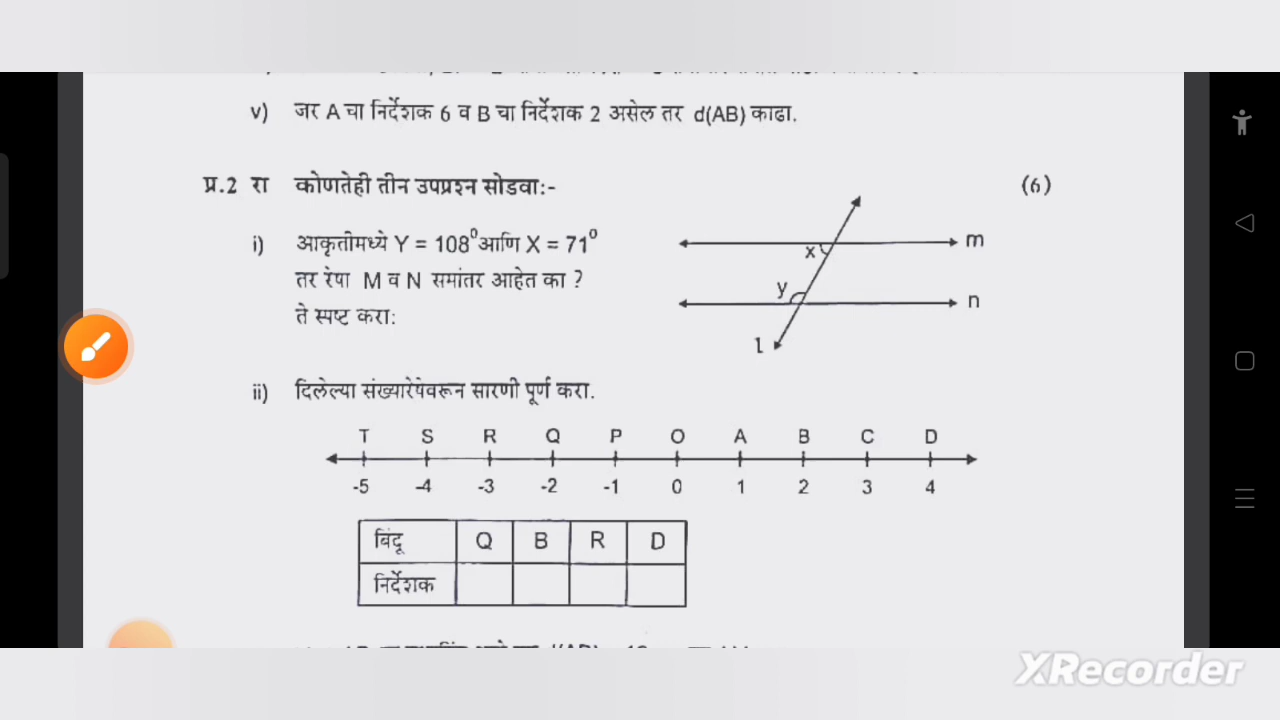 v) जर A चा निर्देशक 6 व B चा निर्देशक 2 असेल तर d(AB) काढा.
प्र.2 रा कोणतेही तीन उपप्रश्न सोडवाः- (6)
i) आकृतीमध्ये Y = 108⁰ आणि X = 71⁰
तर रेषा M व N समांतर आहेत का ?
ते स्पष्ट कराः
m
x
y
n
l
ii) दिलेल्या संख्यारेषेवरून सारणी पूर्ण करा.
T S R Q P O A B C D
-5 -4 -3 -2 -1 0 1 2 3 4
बिंदू Q B R D
निर्देशक
XRecorder